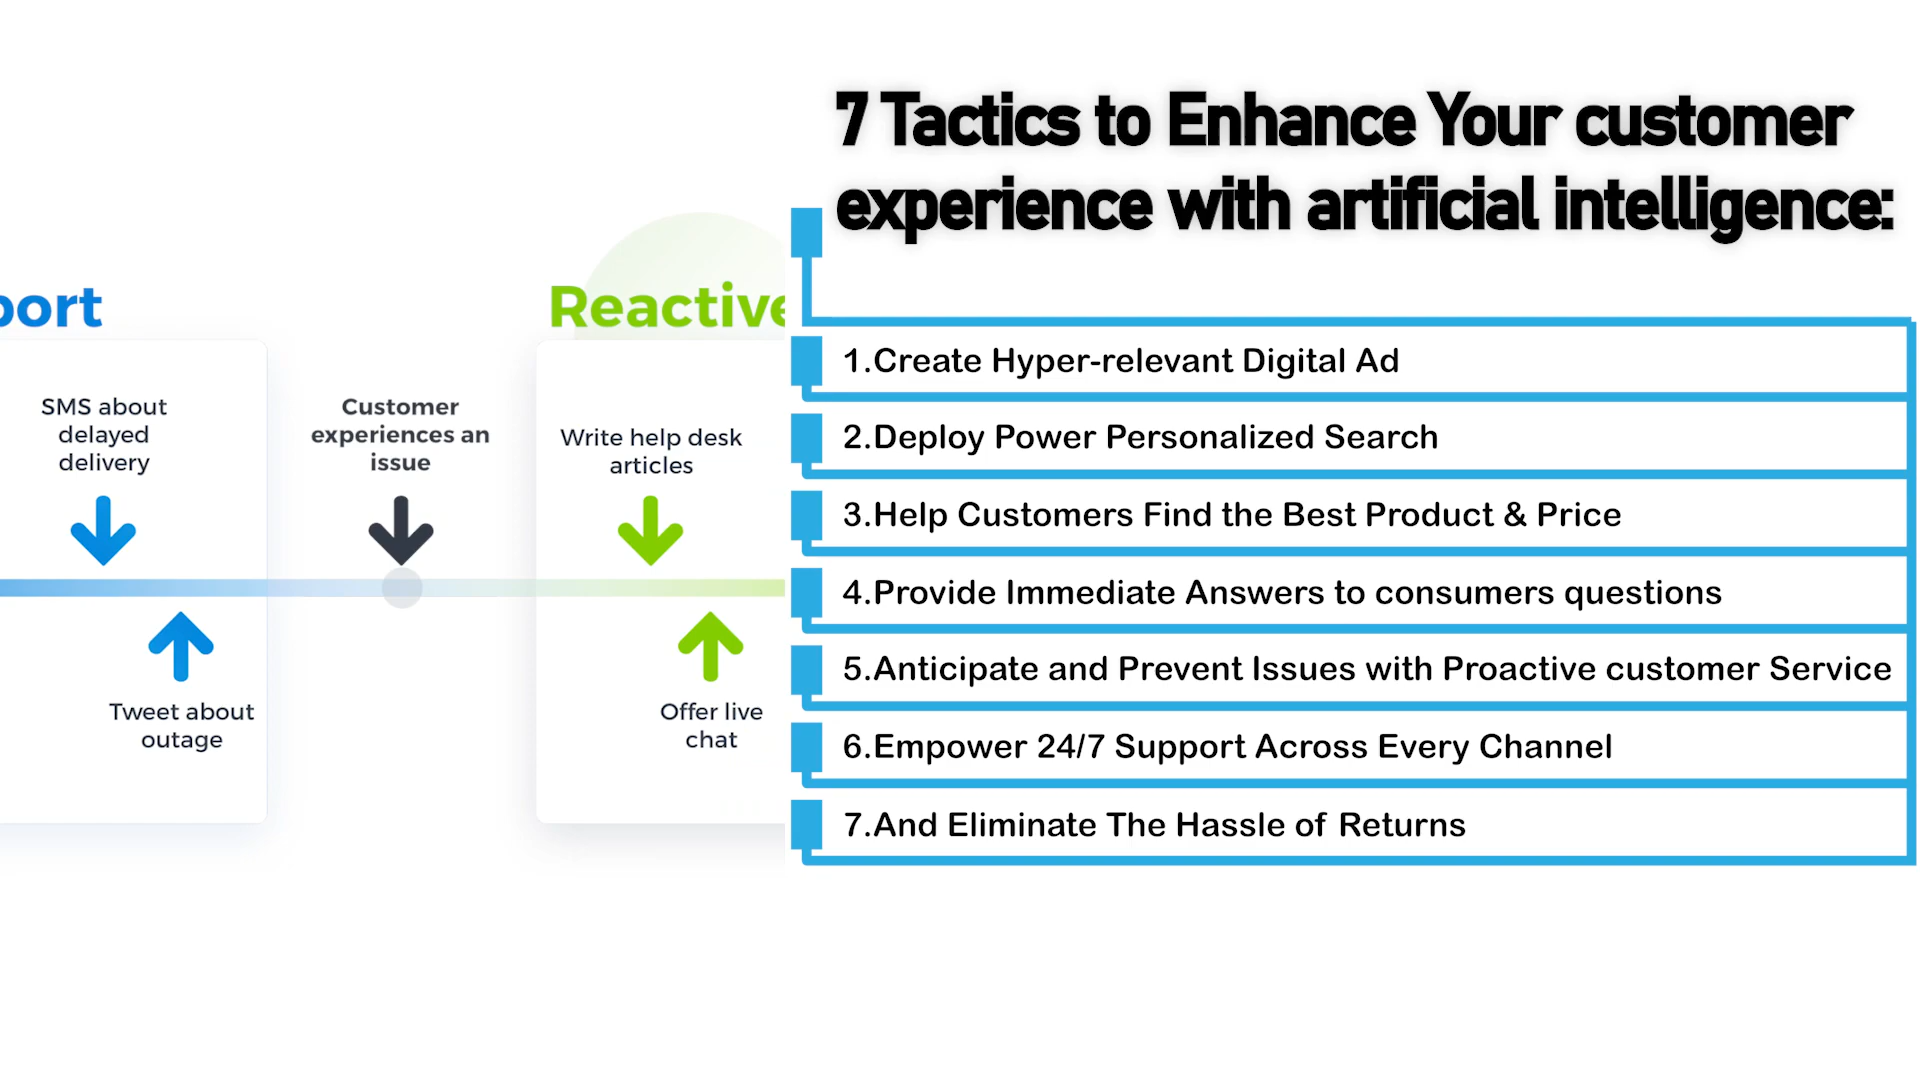 7 Tactics to Enhance Your customer
experience with artificial intelligence:
port
Reactive
SMS about
delayed
delivery
Customer
experiences an
issue
Write help desk
articles
Tweet about
outage
Offer live
chat
1.Create Hyper-relevant Digital Ad
2.Deploy Power Personalized Search
3.Help Customers Find the Best Product & Price
4.Provide Immediate Answers to consumers questions
5.Anticipate and Prevent Issues with Proactive customer Service
6.Empower 24/7 Support Across Every Channel
7.And Eliminate The Hassle of Returns